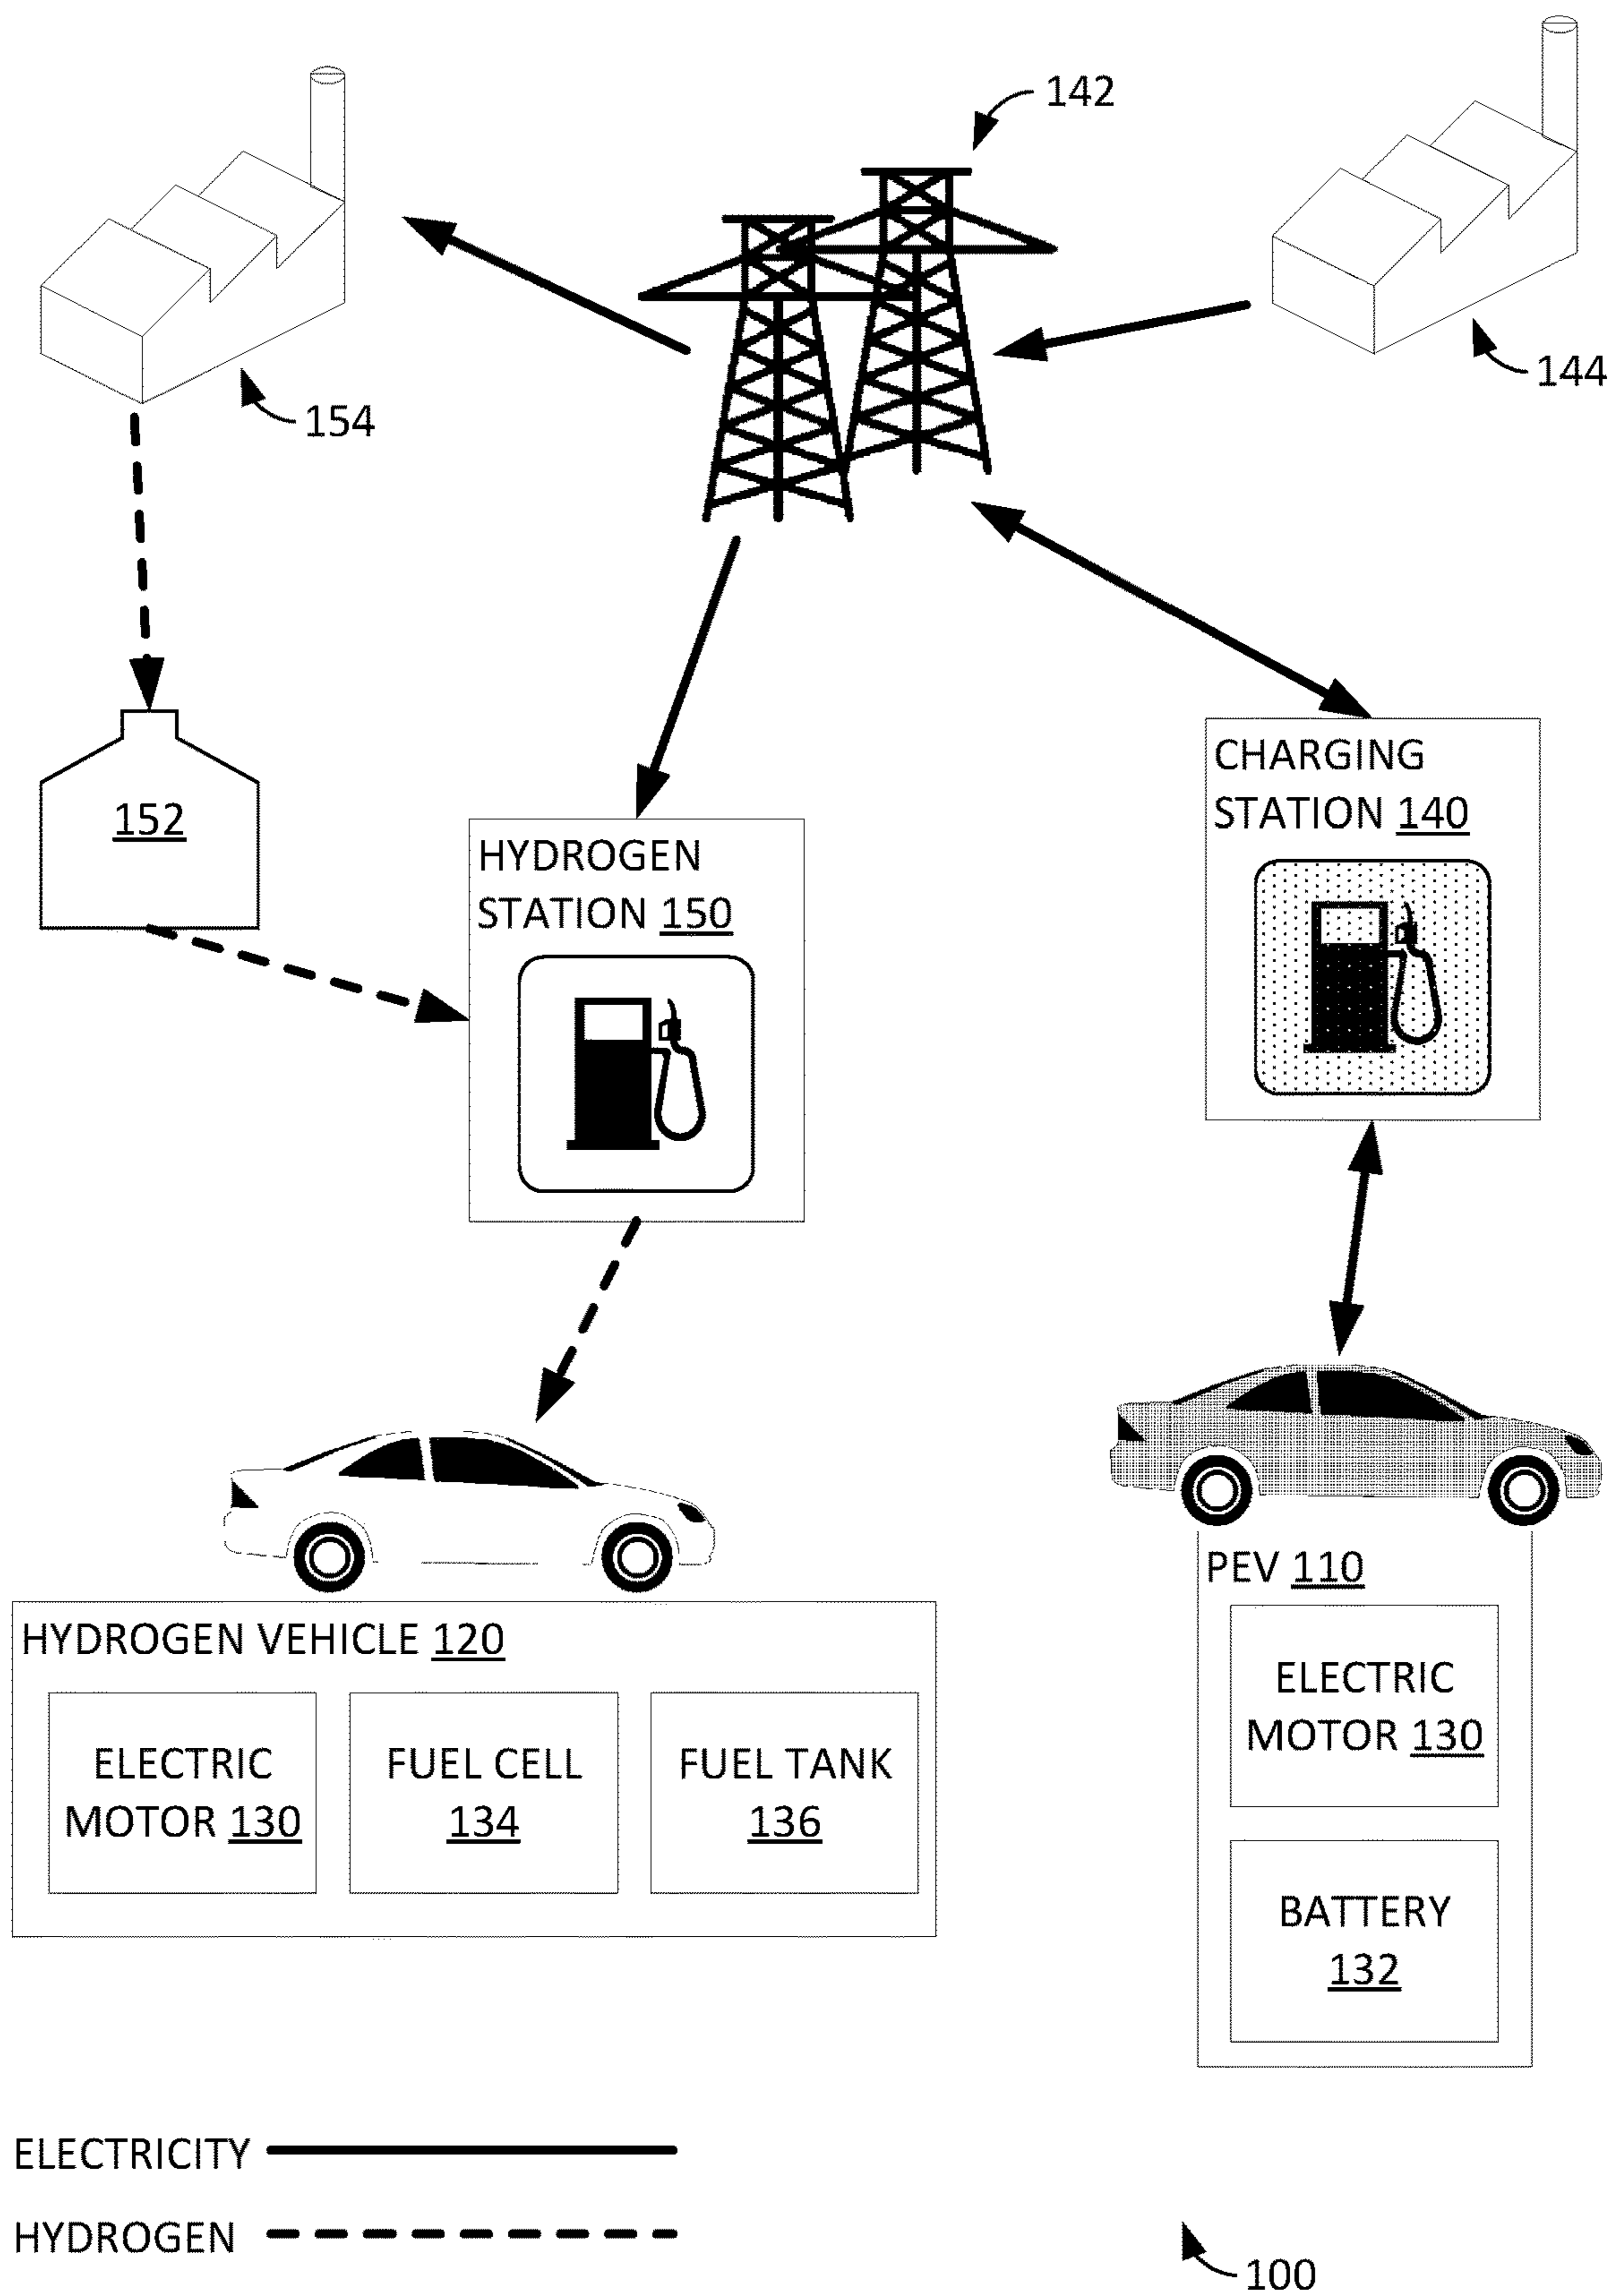 142
144
154
CHARGING
STATION 140
152
HYDROGEN
STATION 150
PEV 110
HYDROGEN VEHICLE 120
ELECTRIC
MOTOR 130
ELECTRIC
MOTOR 130
FUEL CELL
134
FUEL TANK
136
BATTERY
132
ELECTRICITY
HYDROGEN
100